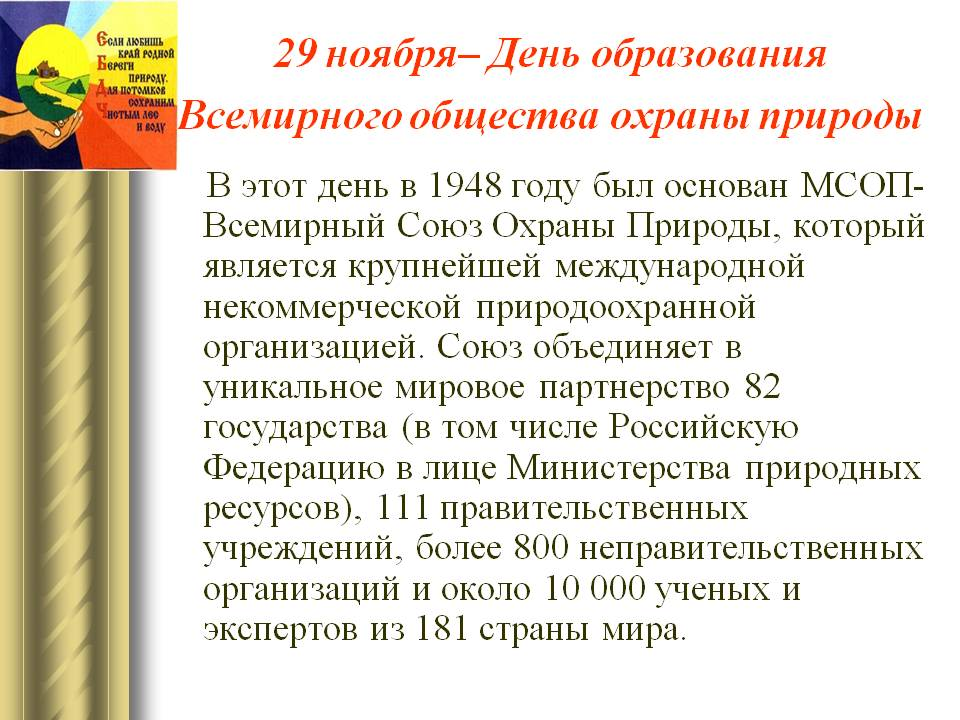 Если любишь
край родной
Береги
природу.
Для потомков
сохраним
Чистым лес
и воду
29 ноября– День образования
Всемирного общества охраны природы
В этот день в 1948 году был основан МСОП-
Всемирный Союз Охраны Природы, который
является крупнейшей международной
некоммерческой природоохранной
организацией. Союз объединяет в
уникальное мировое партнерство 82
государства (в том числе Российскую
Федерацию в лице Министерства природных
ресурсов), 111 правительственных
учреждений, более 800 неправительственных
организаций и около 10 000 ученых и
экспертов из 181 страны мира.